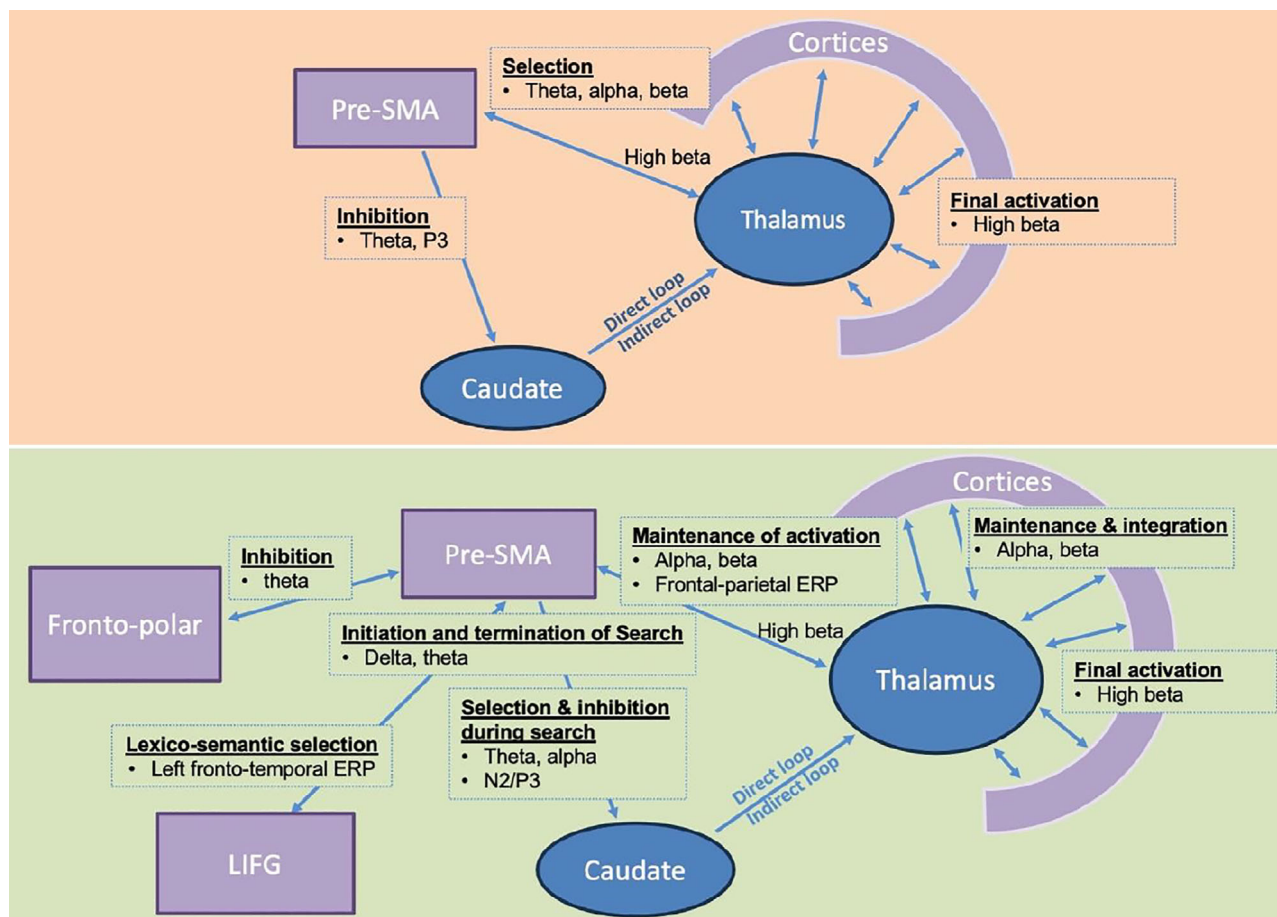 Cortices
Selection
• Theta, alpha, beta
Pre-SMA
High beta
Inhibition
• Theta, P3
Thalamus
Final activation
• High beta
Direct loop
Indirect loop
Caudate
Cortices
Maintenance of activation
• Alpha, beta
• Frontal-parietal ERP
Maintenance & integration
• Alpha, beta
Inhibition
• theta
Pre-SMA
Fronto-polar
Initiation and termination of Search
• Delta, theta
High beta
Thalamus
Final activation
• High beta
Selection & inhibition
during search
• Theta, alpha
• N2/P3
Lexico-semantic selection
• Left fronto-temporal ERP
Direct loop
Indirect loop
LIFG
Caudate